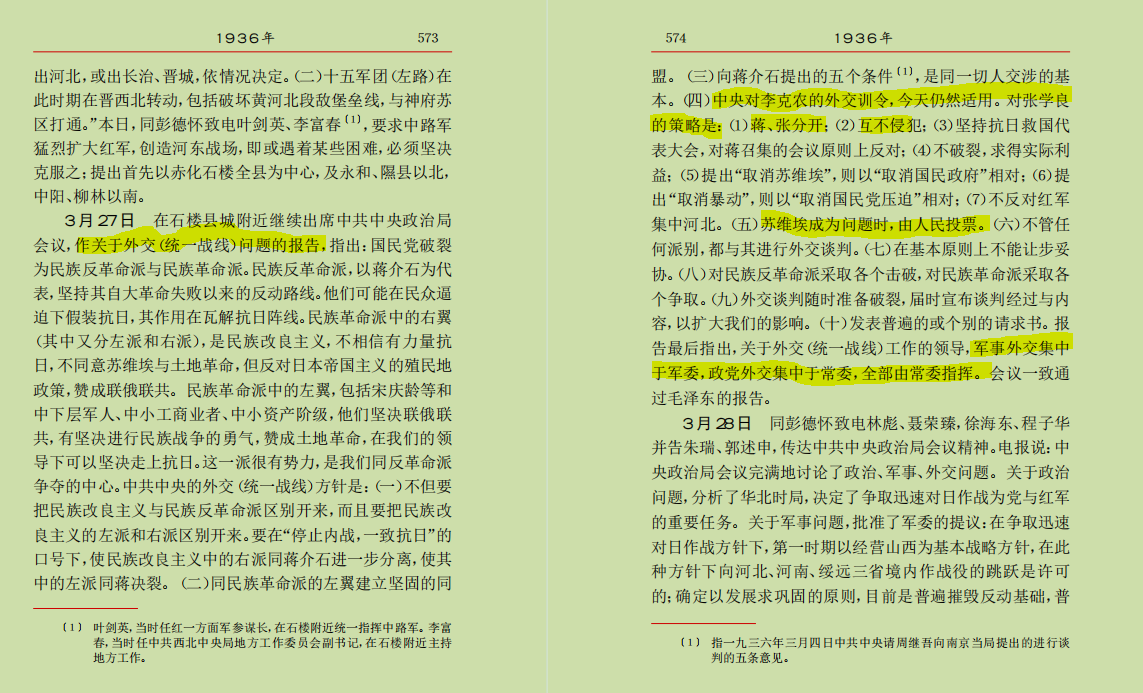 1936年 573
出河北，或出长治、晋城，依情况决定。（二）十五军团（左路）在
此时期在晋西北转动，包括破坏黄河北段敌堡垒线，与神府苏
区打通。”本日，同彭德怀致电叶剑英、李富春〔1〕，要求中路军
猛烈扩大红军，创造河东战场，即或遇着某些困难，必须坚决
克服之；提出首先以赤化石楼全县为中心，及永和、隰县以北，
中阳、柳林以南。
3月27日 在石楼县城附近继续出席中共中央政治局
会议，作关于外交（统一战线）问题的报告，指出：国民党破裂
为民族反革命派与民族革命派。民族反革命派，以蒋介石为代
表，坚持其自大革命失败以来的反动路线。他们可能在民众逼
迫下假装抗日，其作用在瓦解抗日阵线。民族革命派中的右翼
（其中又分左派和右派），是民族改良主义，不相信有力量抗
日，不同意苏维埃与土地革命，但反对日本帝国主义的殖民地
政策，赞成联俄联共。民族革命派中的左翼，包括宋庆龄等和
中下层军人、中小工商业者、中小资产阶级，他们坚决联俄联
共，有坚决进行民族战争的勇气，赞成土地革命，在我们的领
导下可以坚决走上抗日。这一派很有势力，是我们同反革命派
争夺的中心。中共中央的外交（统一战线）方针是：（一）不但要
把民族改良主义与民族反革命派区别开来，而且要把民族改
良主义的左派和右派区别开来。要在“停止内战，一致抗日”的
口号下，使民族改良主义中的右派同蒋介石进一步分离，使其
中的左派同蒋决裂。（二）同民族革命派的左翼建立坚固的同
〔1〕 叶剑英，当时任红一方面军参谋长，在石楼附近统一指挥中路军。李富
春，当时任中共西北中央局地方工作委员会副书记，在石楼附近主持
地方工作。
574 1936年
盟。（三）向蒋介石提出的五个条件〔1〕，是同一切人交涉的基
本。（四）中央对李克农的外交训令，今天仍然适用。对张学良
的策略是：（1）蒋、张分开；（2）互不侵犯；（3）坚持抗日救国代
表大会，对蒋召集的会议原则上反对；（4）不破裂，求得实际利
益；（5）提出“取消苏维埃”，则以“取消国民政府”相对；（6）提
出“取消暴动”，则以“取消国民党压迫”相对；（7）不反对红军
集中河北。（五）苏维埃成为问题时，由人民投票。（六）不管任
何派别，都与其进行外交谈判。（七）在基本原则上不能让步妥
协。（八）对民族反革命派采取各个击破，对民族革命派采取各
个争取。（九）外交谈判随时准备破裂，届时宣布谈判经过与内
容，以扩大我们的影响。（十）发表普遍的或个别的请求书。报
告最后指出，关于外交（统一战线）工作的领导，军事外交集中
于军委，政党外交集中于常委，全部由常委指挥。会议一致通
过毛泽东的报告。
3月28日 同彭德怀致电林彪、聂荣臻，徐海东、程子华
并告朱瑞、郭述申，传达中共中央政治局会议精神。电报说：中
央政治局会议完满地讨论了政治、军事、外交问题。关于政治
问题，分析了华北时局，决定了争取迅速对日作战为党与红军
的重要任务。关于军事问题，批准了军委的提议：在争取迅速
对日作战方针下，第一时期以经营山西为基本战略方针，在此
种方针下向河北、河南、绥远三省境内作战役的跳跃是许可
的；确定以发展求巩固的原则，目前是普遍摧毁反动基础，普
〔1〕 指一九三六年三月四日中共中央请周继吾向南京当局提出的进行谈
判的五条意见。